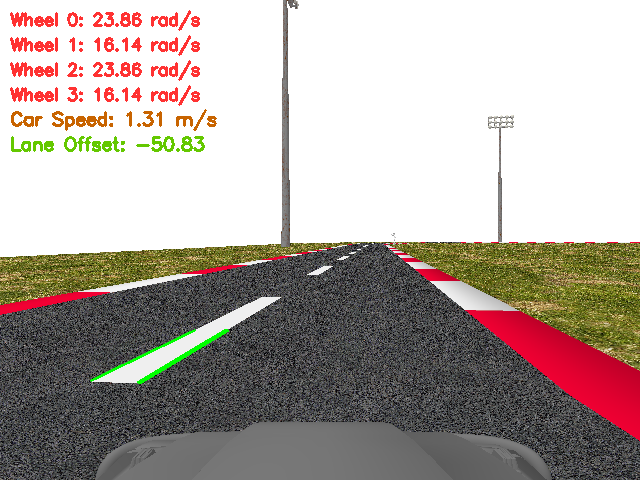 Wheel 0: 23.86 rad/s
Wheel 1: 16.14 rad/s
Wheel 2: 23.86 rad/s
Wheel 3: 16.14 rad/s
Car Speed: 1.31 m/s
Lane Offset: -50.83